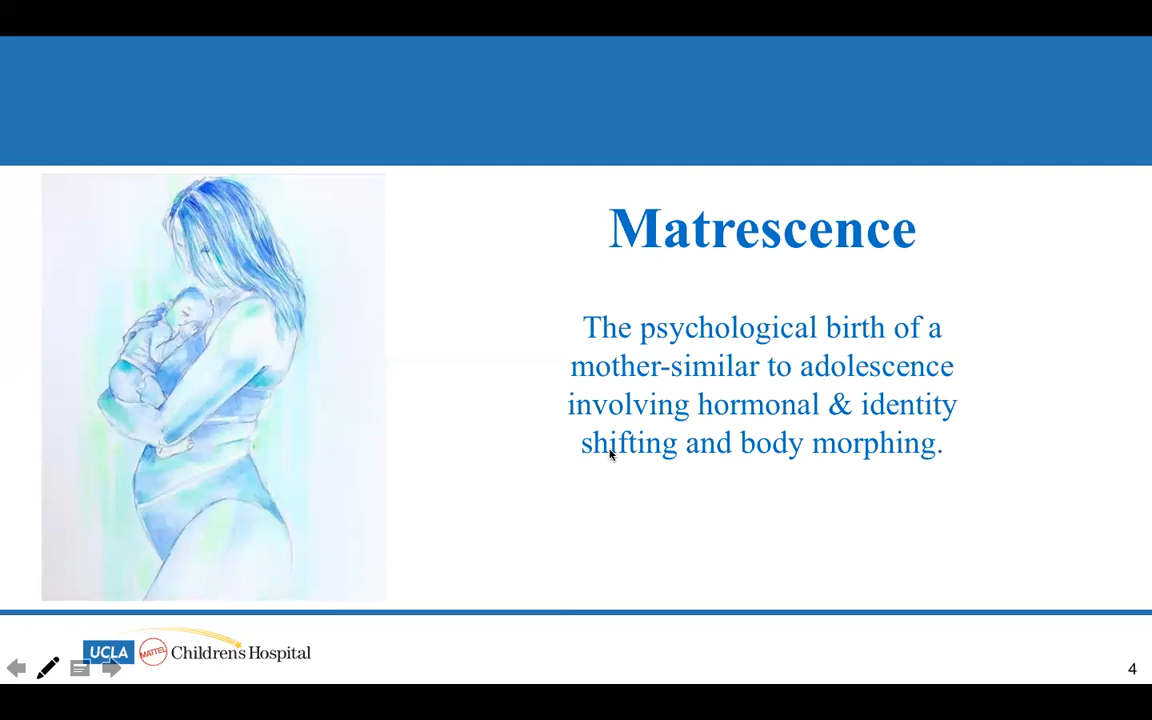 Matrescence
The psychological birth of a
mother-similar to adolescence
involving hormonal & identity
shifting and body morphing.
UCLA MATTEL Children's Hospital
4